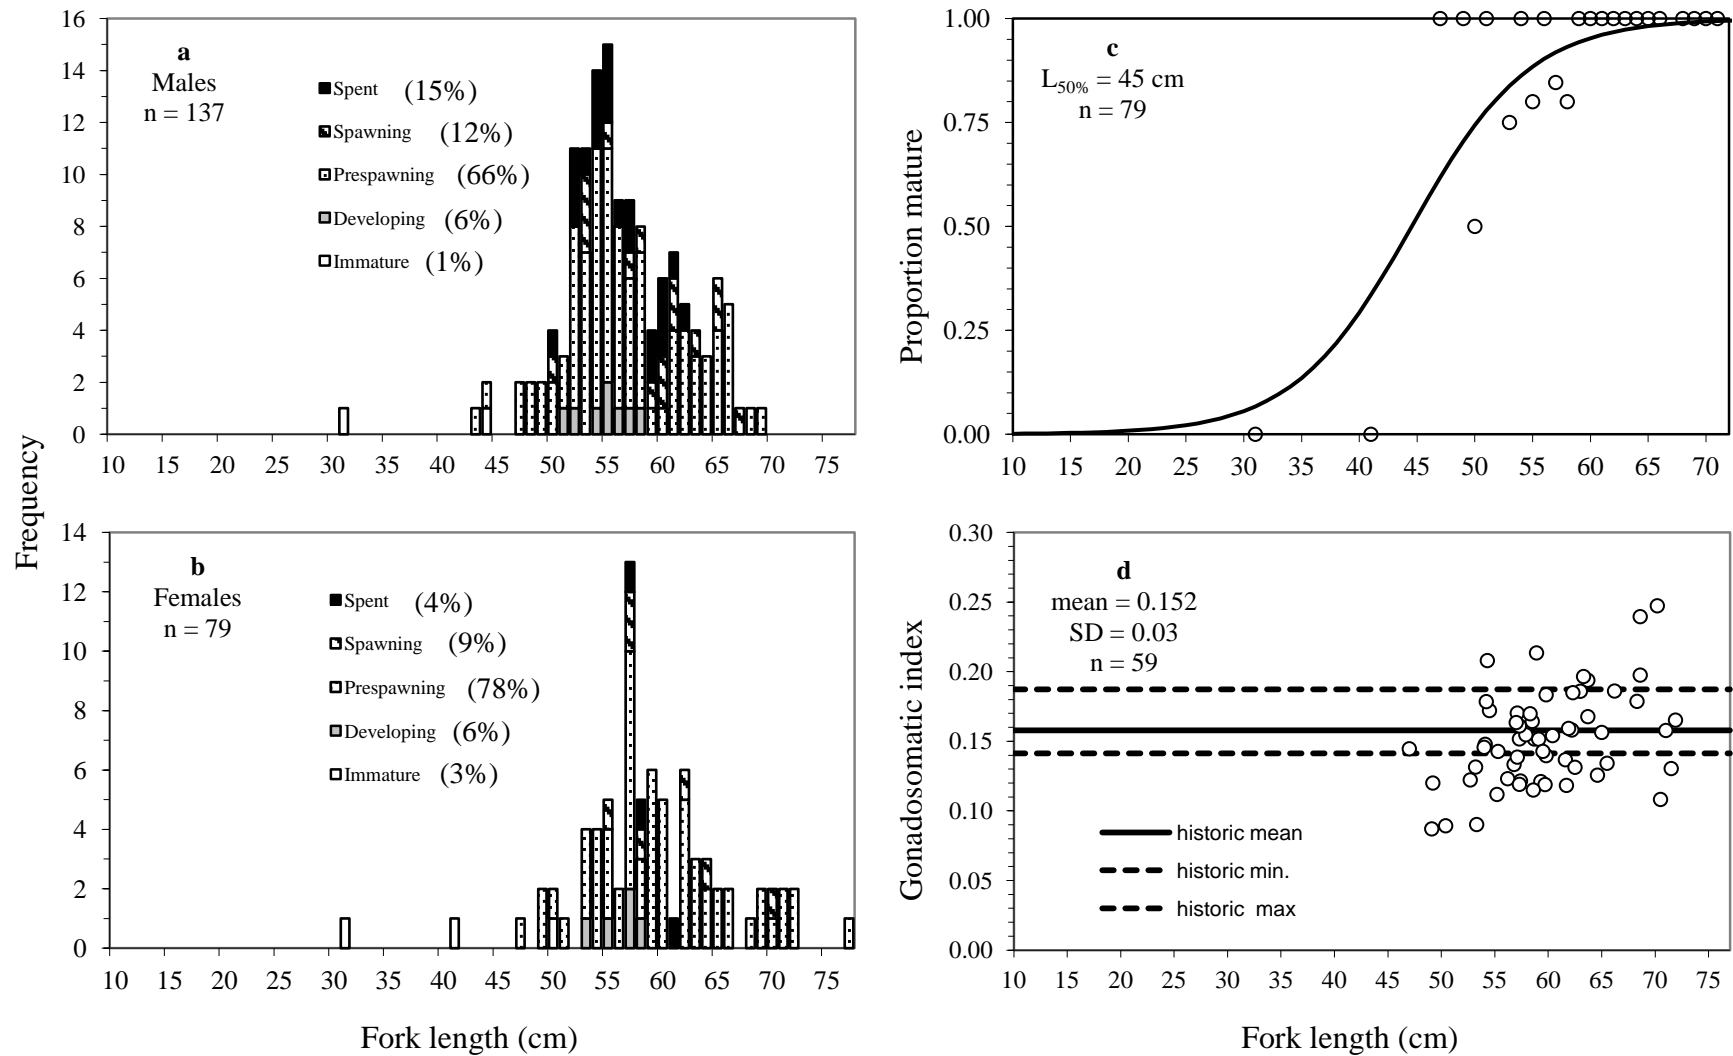 Frequency
16
14
12
10
8
6
4
2
0
a
Males
n = 137
Spent (15%)
Spawning (12%)
Prespawning (66%)
Developing (6%)
Immature (1%)
10 15 20 25 30 35 40 45 50 55 60 65 70 75
14
12
10
8
6
4
2
0
b
Females
n = 79
Spent (4%)
Spawning (9%)
Prespawning (78%)
Developing (6%)
Immature (3%)
10 15 20 25 30 35 40 45 50 55 60 65 70 75
Fork length (cm)
Proportion mature
1.00
0.75
0.50
0.25
0.00
c
L50% = 45 cm
n = 79
10 15 20 25 30 35 40 45 50 55 60 65 70
Gonadosomatic index
0.30
0.25
0.20
0.15
0.10
0.05
0.00
d
mean = 0.152
SD = 0.03
n = 59
historic mean
historic min.
historic max
10 15 20 25 30 35 40 45 50 55 60 65 70 75
Fork length (cm)